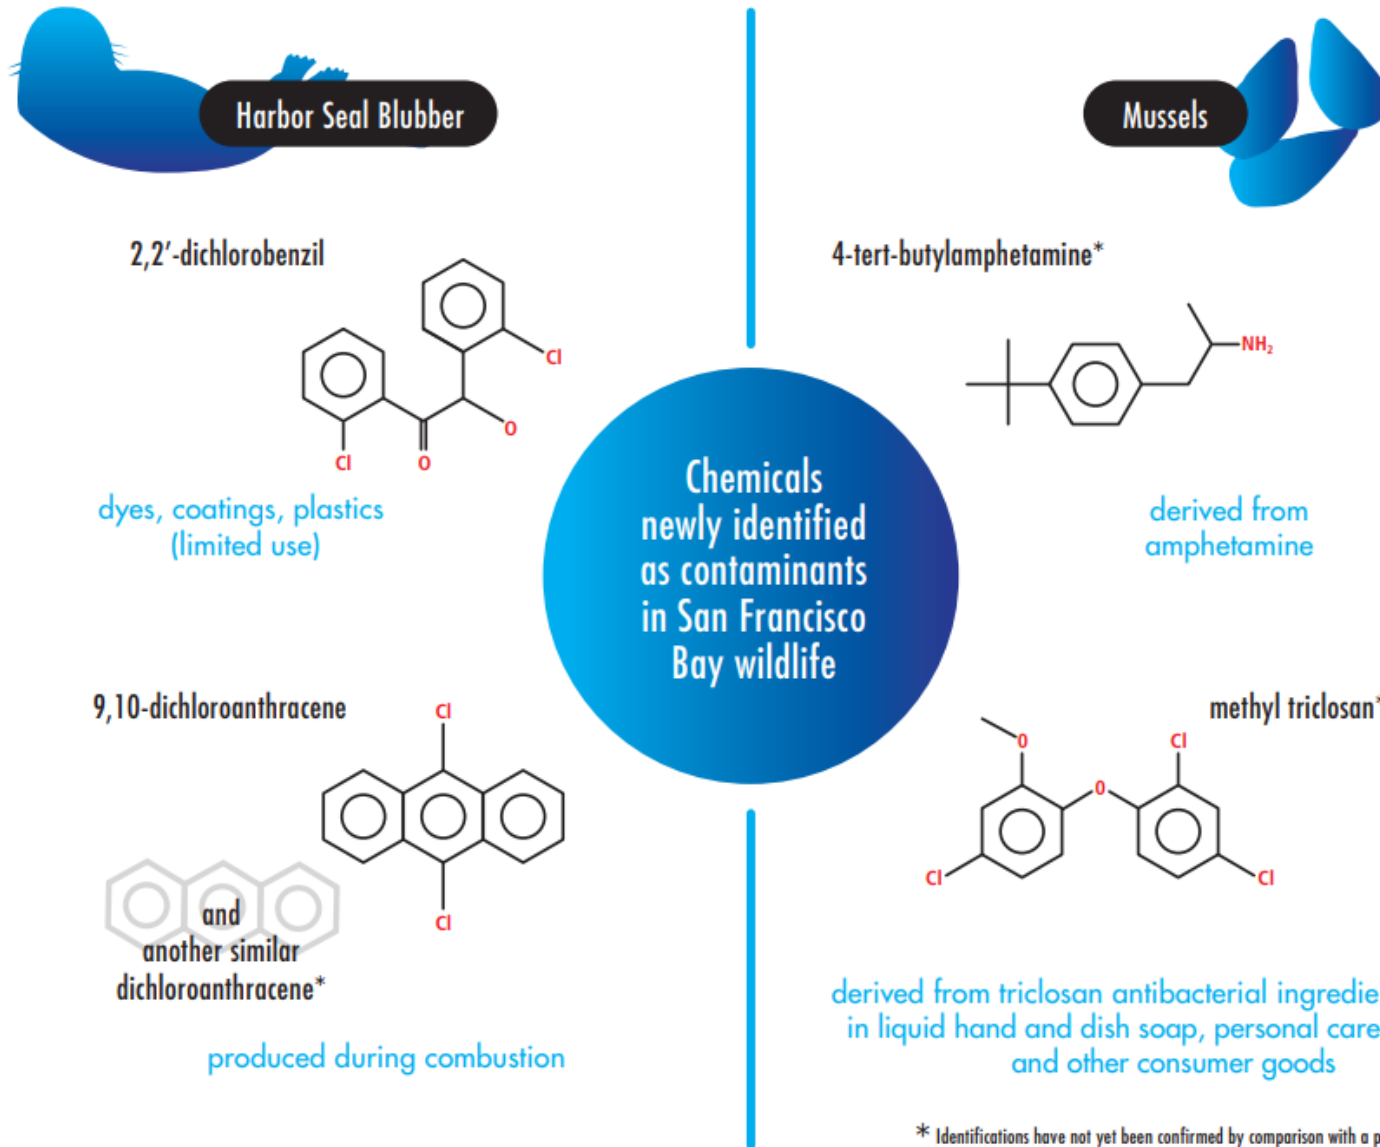 Harbor Seal Blubber
Mussels
2,2′-dichlorobenzil
Cl
Cl
O
O
dyes, coatings, plastics
(limited use)
4-tert-butylamphetamine*
NH₂
derived from
amphetamine
Chemicals
newly identified
as contaminants
in San Francisco
Bay wildlife
9,10-dichloroanthracene
Cl
Cl
and
another similar
dichloroanthracene*
produced during combustion
methyl triclosan*
O
Cl
O
Cl
Cl
derived from triclosan antibacterial ingredie
in liquid hand and dish soap, personal care
and other consumer goods
* Identifications have not yet been confirmed by comparison with a p